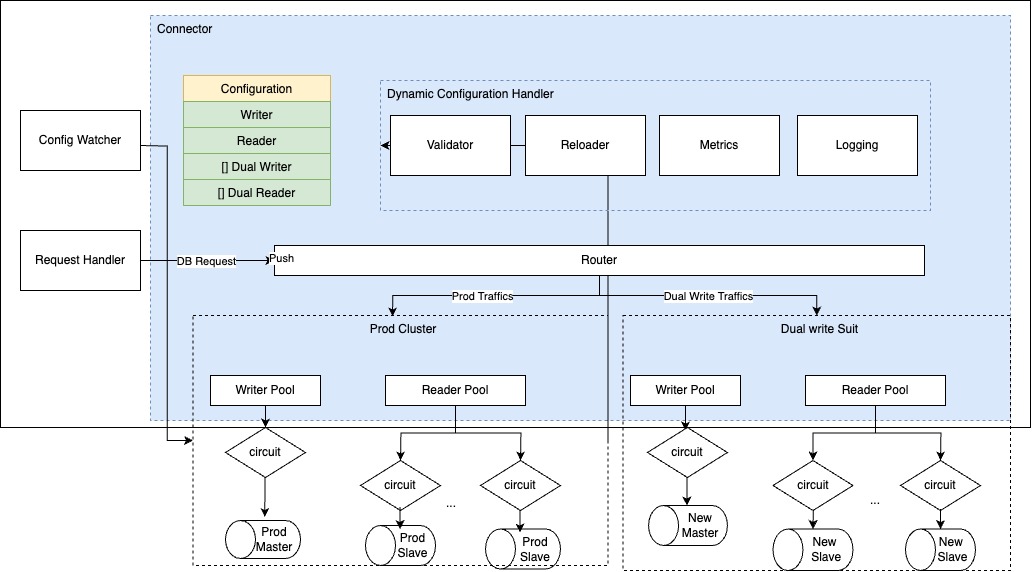 Connector
Configuration
Writer
Reader
[] Dual Writer
[] Dual Reader
Dynamic Configuration Handler
Validator
Reloader
Metrics
Logging
Config Watcher
Request Handler
DB Request
Push
Router
Prod Traffics
Dual Write Traffics
Prod Cluster
Dual write Suit
Writer Pool
Reader Pool
Writer Pool
Reader Pool
circuit
circuit
circuit
circuit
circuit
circuit
...
...
Prod
Master
Prod
Slave
Prod
Slave
New
Master
New
Slave
New
Slave